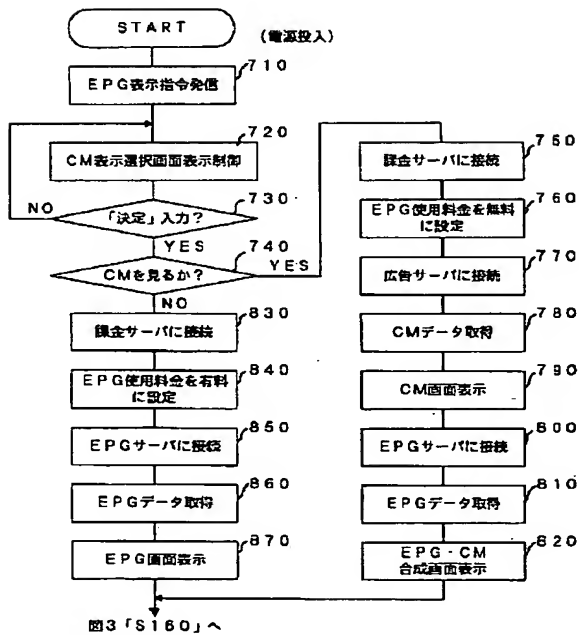 START
(電源投入)
710
EPG表示指令発信
720
CM表示選択画面表示制御
730
NO
「決定」入力?
YES
740
CMを見るか?
YES
NO
830
課金サーバに接続
840
EPG使用料金を有料
に設定
850
EPGサーバに接続
860
EPGデータ取得
870
EPG画面表示
図3「S160」へ
750
課金サーバに接続
760
EPG使用料金を無料
に設定
770
広告サーバに接続
780
CMデータ取得
790
CM画面表示
800
EPGサーバに接続
810
EPGデータ取得
820
EPG・CM
合成画面表示